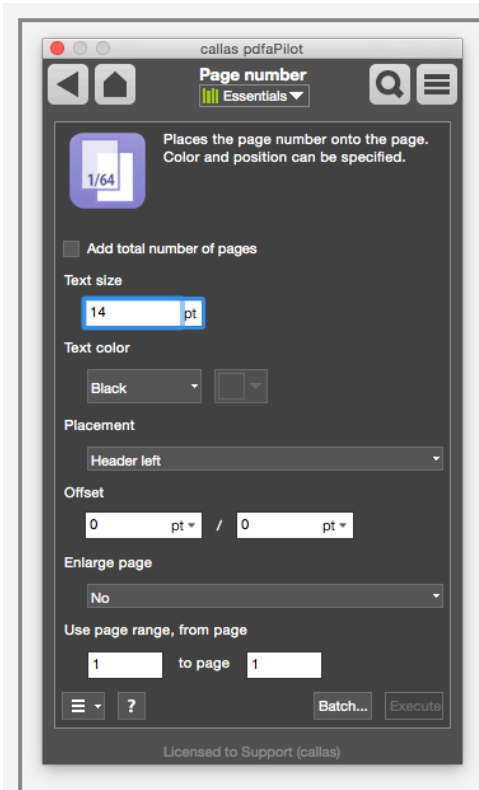 callas pdfaPilot
Page number
Essentials
Places the page number onto the page.
Color and position can be specified.
1/64
Add total number of pages
Text size
14 pt
Text color
Black
Placement
Header left
Offset
0 pt / 0 pt
Enlarge page
No
Use page range, from page
1 to page 1
? Batch... Execute
Licensed to Support (callas)